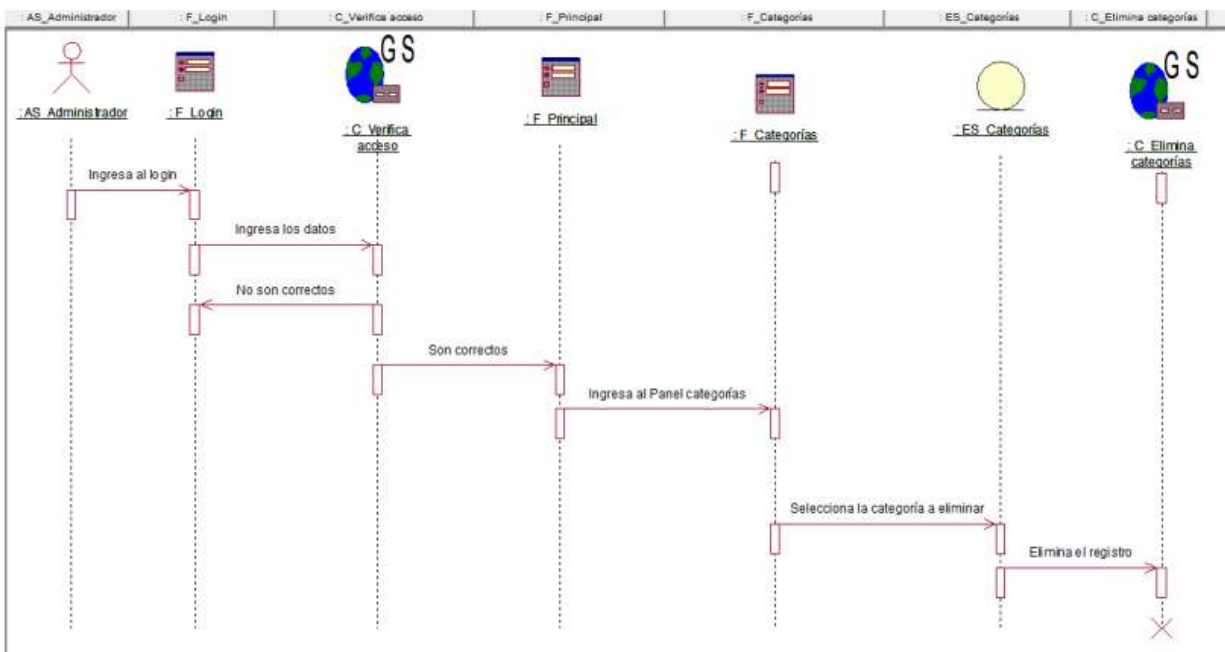 : AS_Administrador
: F_Login
: C_Verifica acceso
: F_Principal
: F_Categorías
: ES_Categorías
: C_Elimina categorías
GS
GS
: AS_Administrador
: F_Login
: C_Verifica
acceso
: F_Principal
: F_Categorías
: ES_Categorías
: C_Elimina
categorías
Ingresa al login
Ingresa los datos
No son correctos
Son correctos
Ingresa al Panel categorías
Selecciona la categoría a eliminar
Elimina el registro